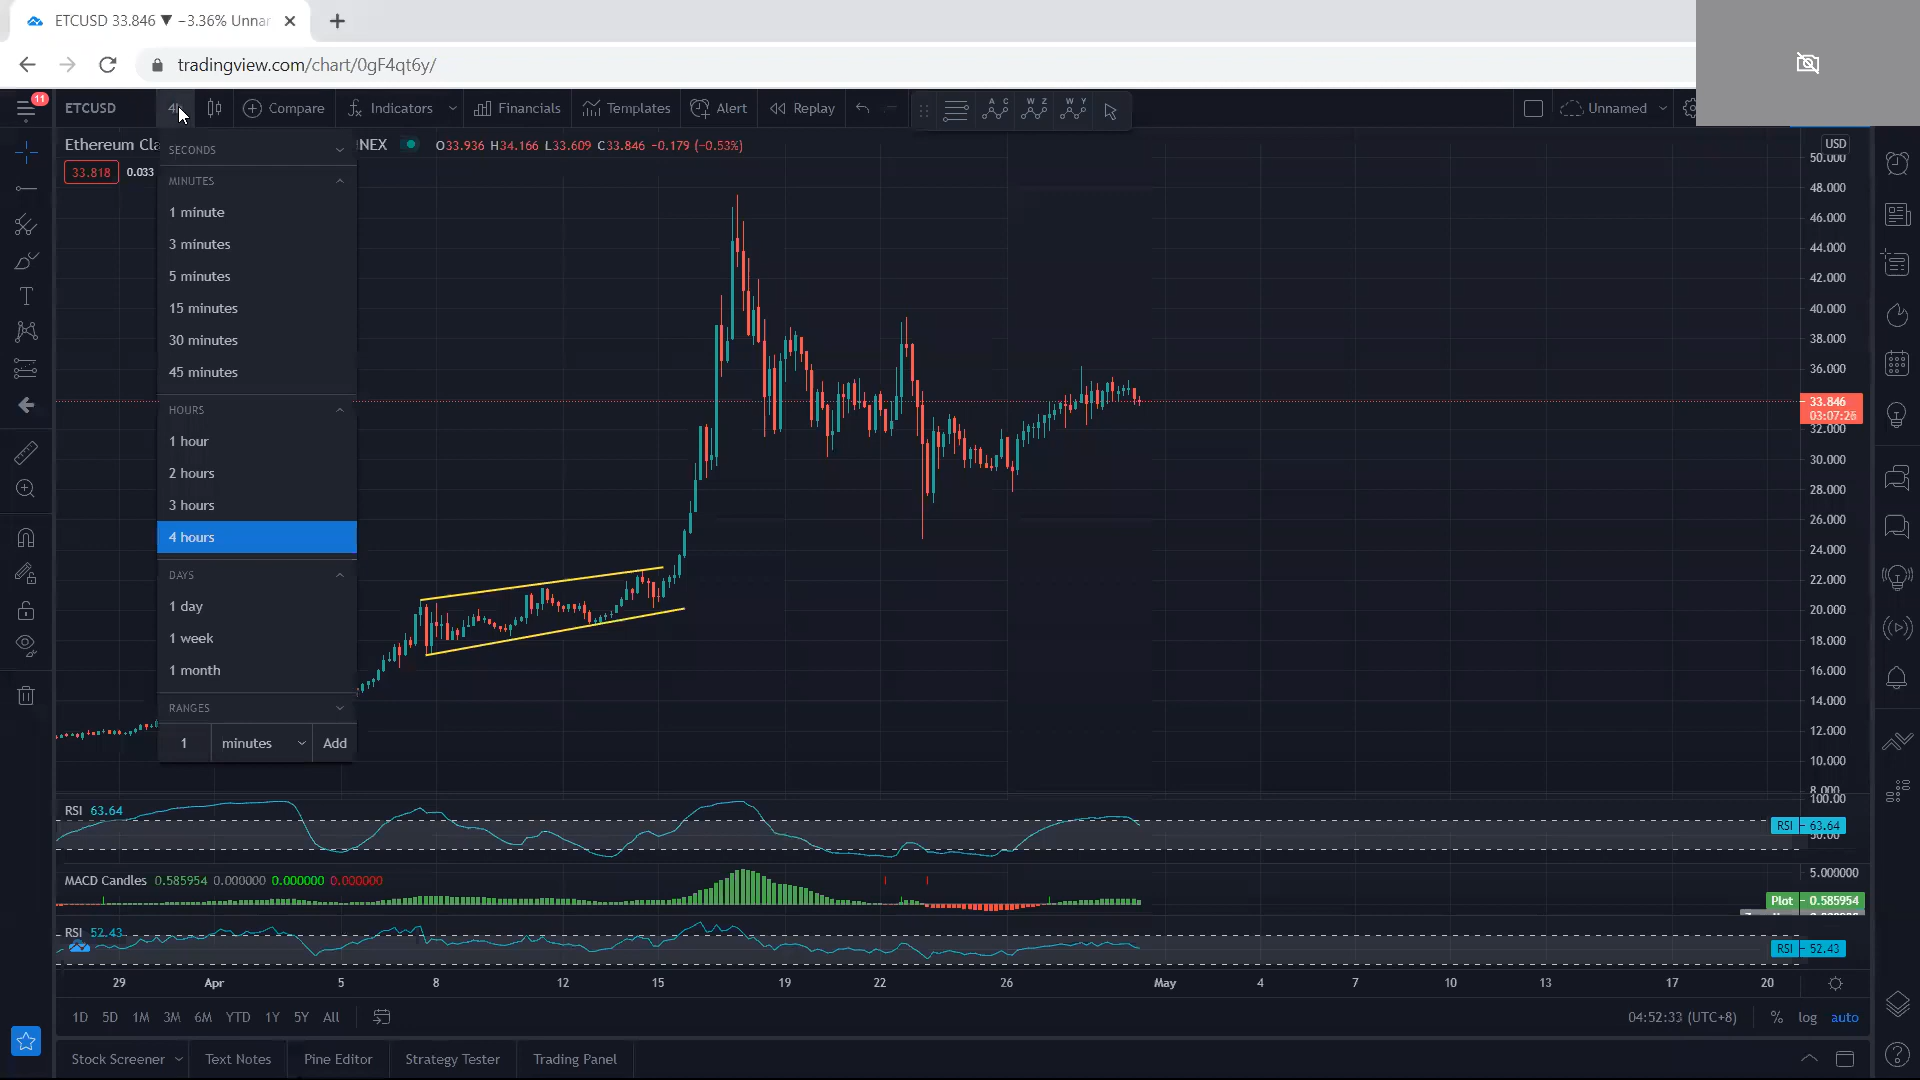 ETCUSD 33.846 ▼ −3.36% Unnar
tradingview.com/chart/0gF4qt6y/
11
ETCUSD
Compare
Indicators
Financials
Templates
Alert
Replay
A C
W Z
W Y
Unnamed
Ethereum Cla
NEX
O33.936 H34.166 L33.609 C33.846 −0.179 (−0.53%)
33.818
0.033
SECONDS
MINUTES
1 minute
3 minutes
5 minutes
15 minutes
30 minutes
45 minutes
HOURS
1 hour
2 hours
3 hours
4 hours
DAYS
1 day
1 week
1 month
RANGES
1
minutes
Add
USD
50.000
48.000
46.000
44.000
42.000
40.000
38.000
36.000
33.846
03:07:26
32.000
30.000
28.000
26.000
24.000
22.000
20.000
18.000
16.000
14.000
12.000
10.000
8.000
RSI 63.64
100.00
RSI 63.64
50.00
MACD Candles 0.585954 0.000000 0.000000 0.000000
5.000000
Plot 0.585954
RSI 52.43
RSI 52.43
29
Apr
5
8
12
15
19
22
26
May
4
7
10
13
17
20
1D 5D 1M 3M 6M YTD 1Y 5Y All
04:52:33 (UTC+8)
%
log
auto
Stock Screener
Text Notes
Pine Editor
Strategy Tester
Trading Panel